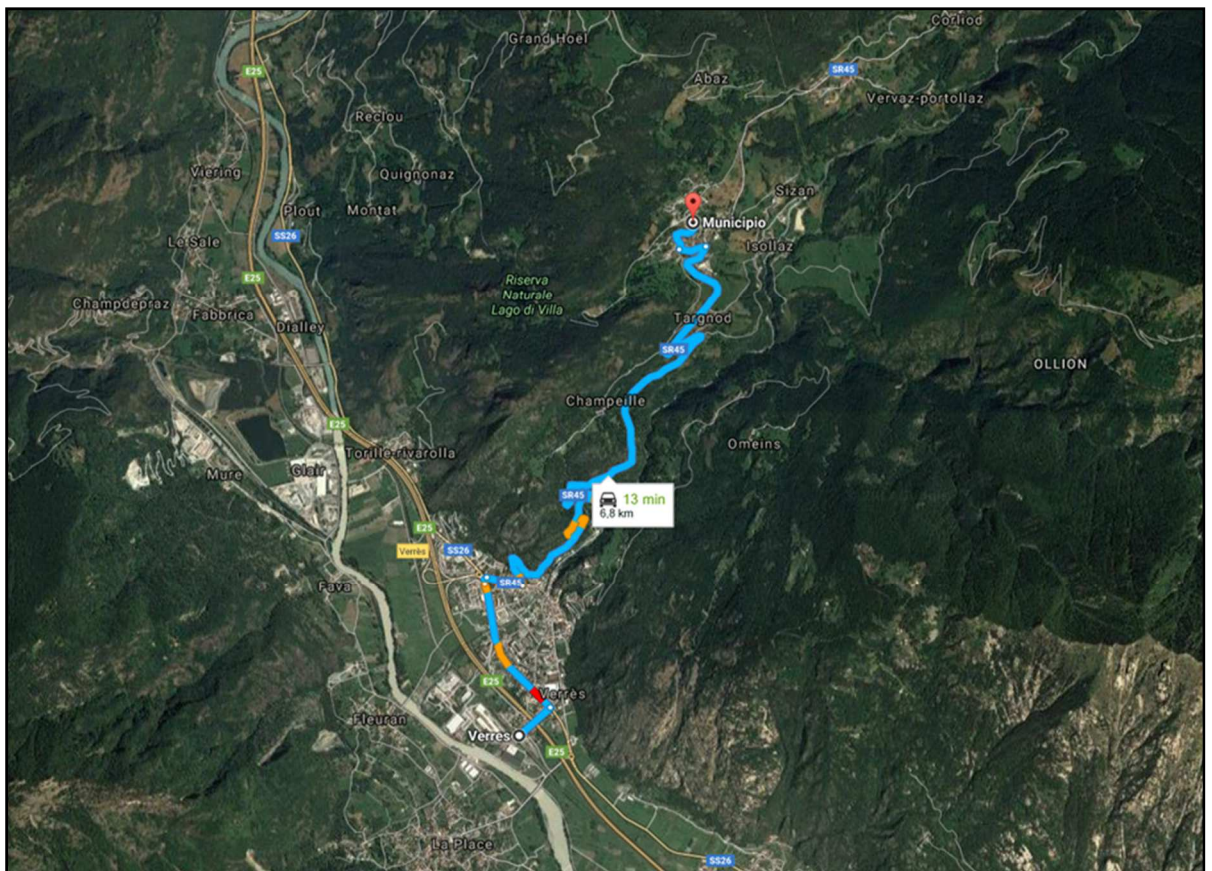 Corliod
Grand Hoel
E25
SR45
Abaz
Vervaz-portollaz
Reclou
Viering
Quignonaz
Sizan
Plout
Montat
Municipio
SS26
Le Sale
Isollaz
E25
Riserva
Naturale
Lago di Villa
Champdepraz
Fabbrica
Targnod
Dialley
SR45
OLLION
Champeille
E25
Omeins
Torille-rivarolla
Mure
Glair
SR45
13 min
6,8 km
E25
Verrès
SS26
SR45
Fava
E25
Verrès
Fleuran
Verres
E25
La Place
SS26